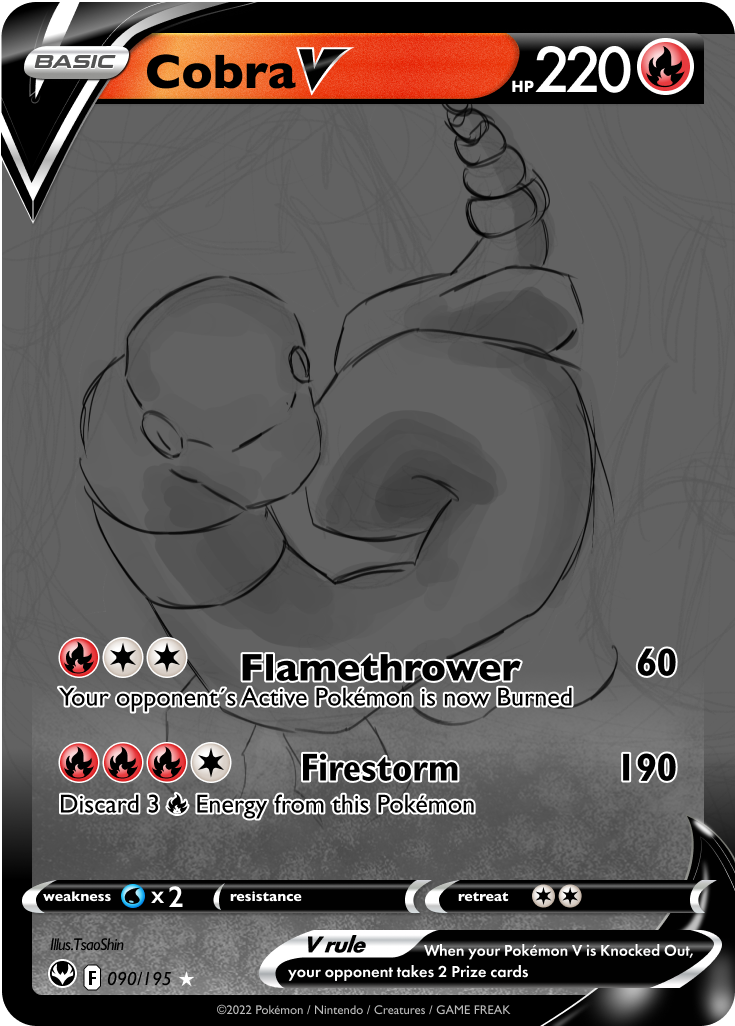 BASIC
Cobra V
HP 220
Flamethrower 60
Your opponent´s Active Pokémon is now Burned
Firestorm 190
Discard 3 Energy from this Pokémon
weakness x2 resistance retreat
Illus.TsaoShin
V rule When your Pokémon V is Knocked Out,
your opponent takes 2 Prize cards
F 090/195
©2022 Pokémon / Nintendo / Creatures / GAME FREAK